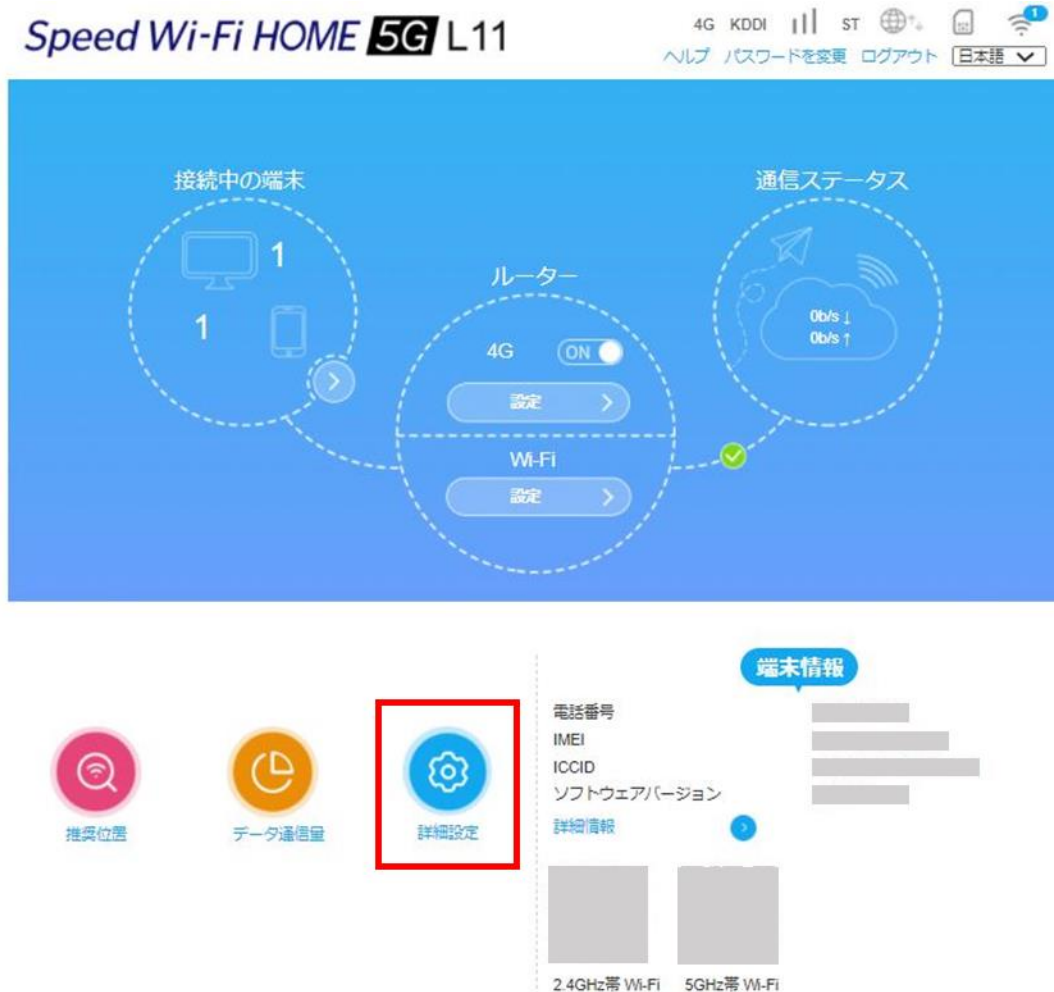 Speed Wi-Fi HOME 5G L11
4G KDDI ST 1
ヘルプ パスワードを変更 ログアウト 日本語
接続中の端末
通信ステータス
1
1
ルーター
4G ON
設定
Wi-Fi
設定
0b/s ↓
0b/s ↑
推奨位置
データ通信量
詳細設定
端末情報
電話番号
IMEI
ICCID
ソフトウェアバージョン
詳細情報
2.4GHz帯 Wi-Fi 5GHz帯 Wi-Fi